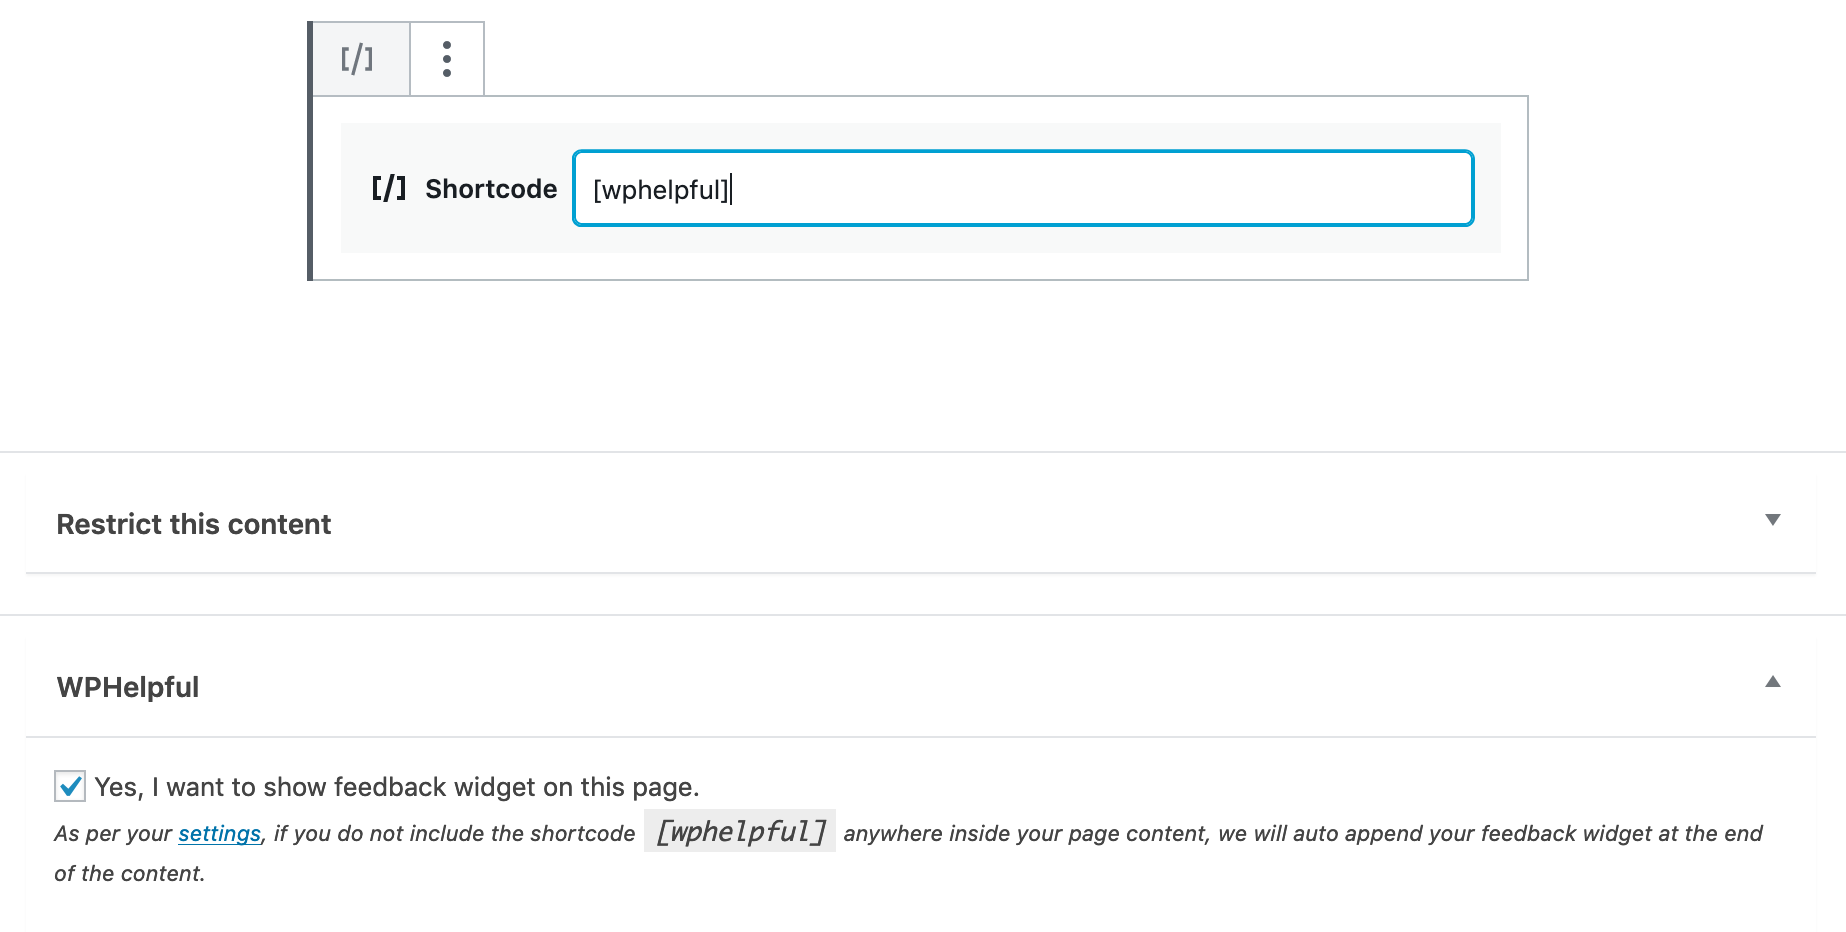 [/]
[/] Shortcode [wphelpful]
Restrict this content
WPHelpful
Yes, I want to show feedback widget on this page.
As per your settings, if you do not include the shortcode [wphelpful] anywhere inside your page content, we will auto append your feedback widget at the end
of the content.